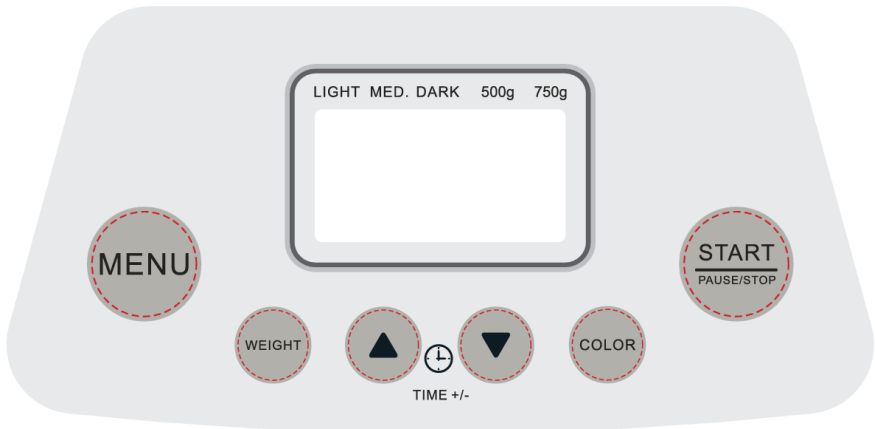 LIGHT MED. DARK 500g 750g
MENU
START
PAUSE/STOP
WEIGHT
COLOR
TIME +/-